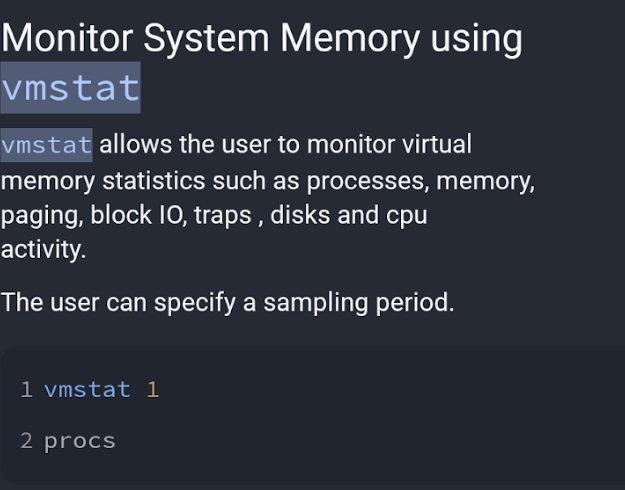 Monitor System Memory using
vmstat
vmstat allows the user to monitor virtual
memory statistics such as processes, memory,
paging, block IO, traps , disks and cpu
activity.
The user can specify a sampling period.
1 vmstat 1
2 procs